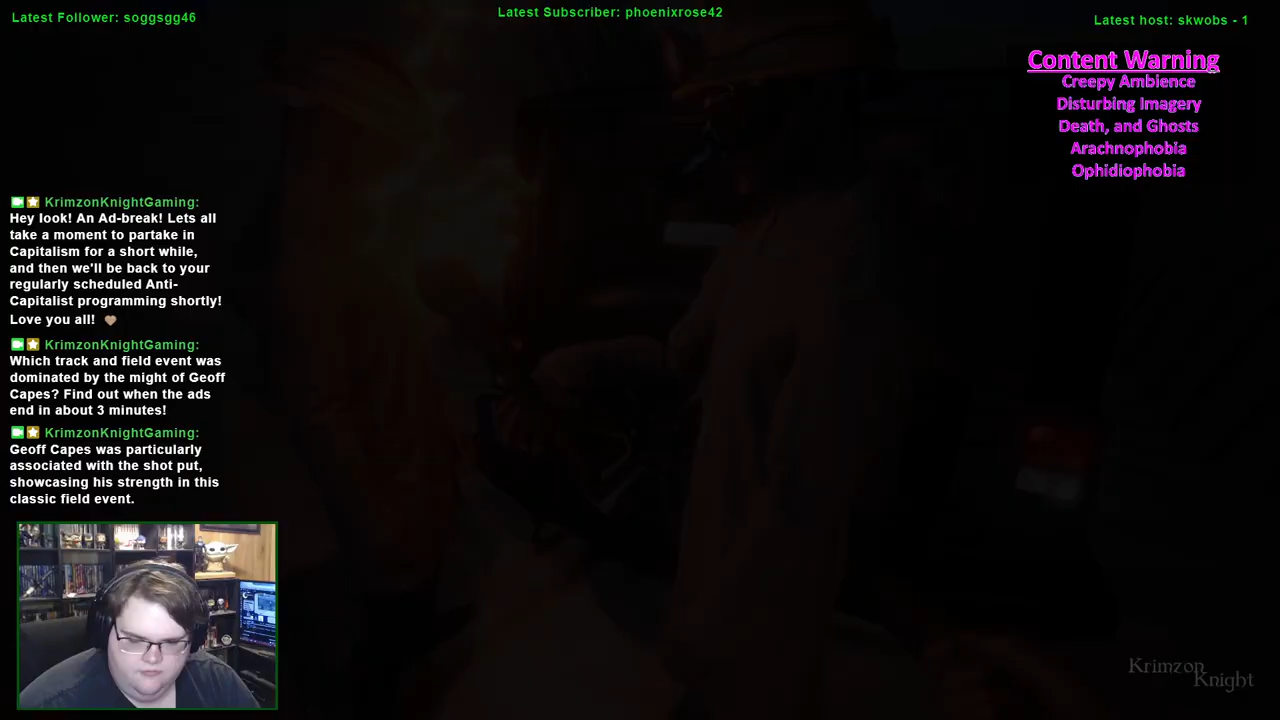 Latest Follower: soggsgg46
Latest Subscriber: phoenixrose42
Latest host: skwobs - 1
Content Warning
Creepy Ambience
Disturbing Imagery
Death, and Ghosts
Arachnophobia
Ophidiophobia
KrimzonKnightGaming:
Hey look! An Ad-break! Lets all
take a moment to partake in
Capitalism for a short while,
and then we'll be back to your
regularly scheduled Anti-
Capitalist programming shortly!
Love you all!
KrimzonKnightGaming:
Which track and field event was
dominated by the might of Geoff
Capes? Find out when the ads
end in about 3 minutes!
KrimzonKnightGaming:
Geoff Capes was particularly
associated with the shot put,
showcasing his strength in this
classic field event.
Krimzon
Knight